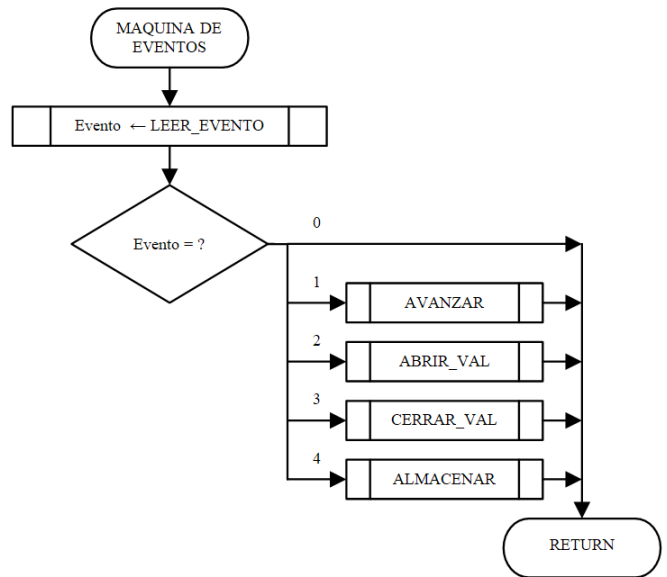 MAQUINA DE
EVENTOS
Evento ← LEER_EVENTO
Evento = ?
0
1
AVANZAR
2
ABRIR_VAL
3
CERRAR_VAL
4
ALMACENAR
RETURN